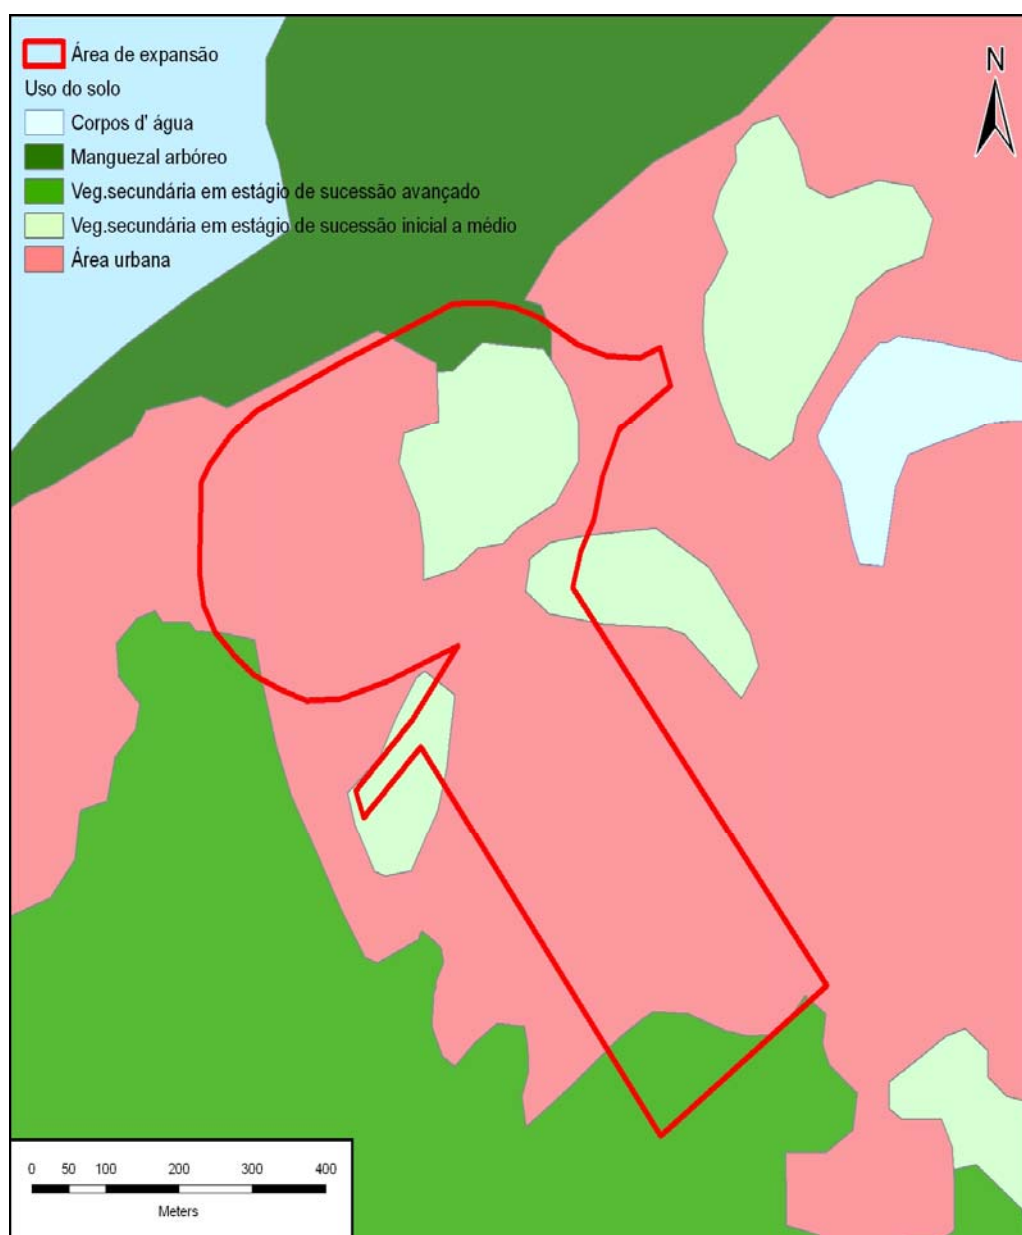 Área de expansão
N
Uso do solo
Corpos d' água
Manguezal arbóreo
Veg.secundária em estágio de sucessão avançado
Veg.secundária em estágio de sucessão inicial a médio
Área urbana
0 50 100 200 300 400
Meters